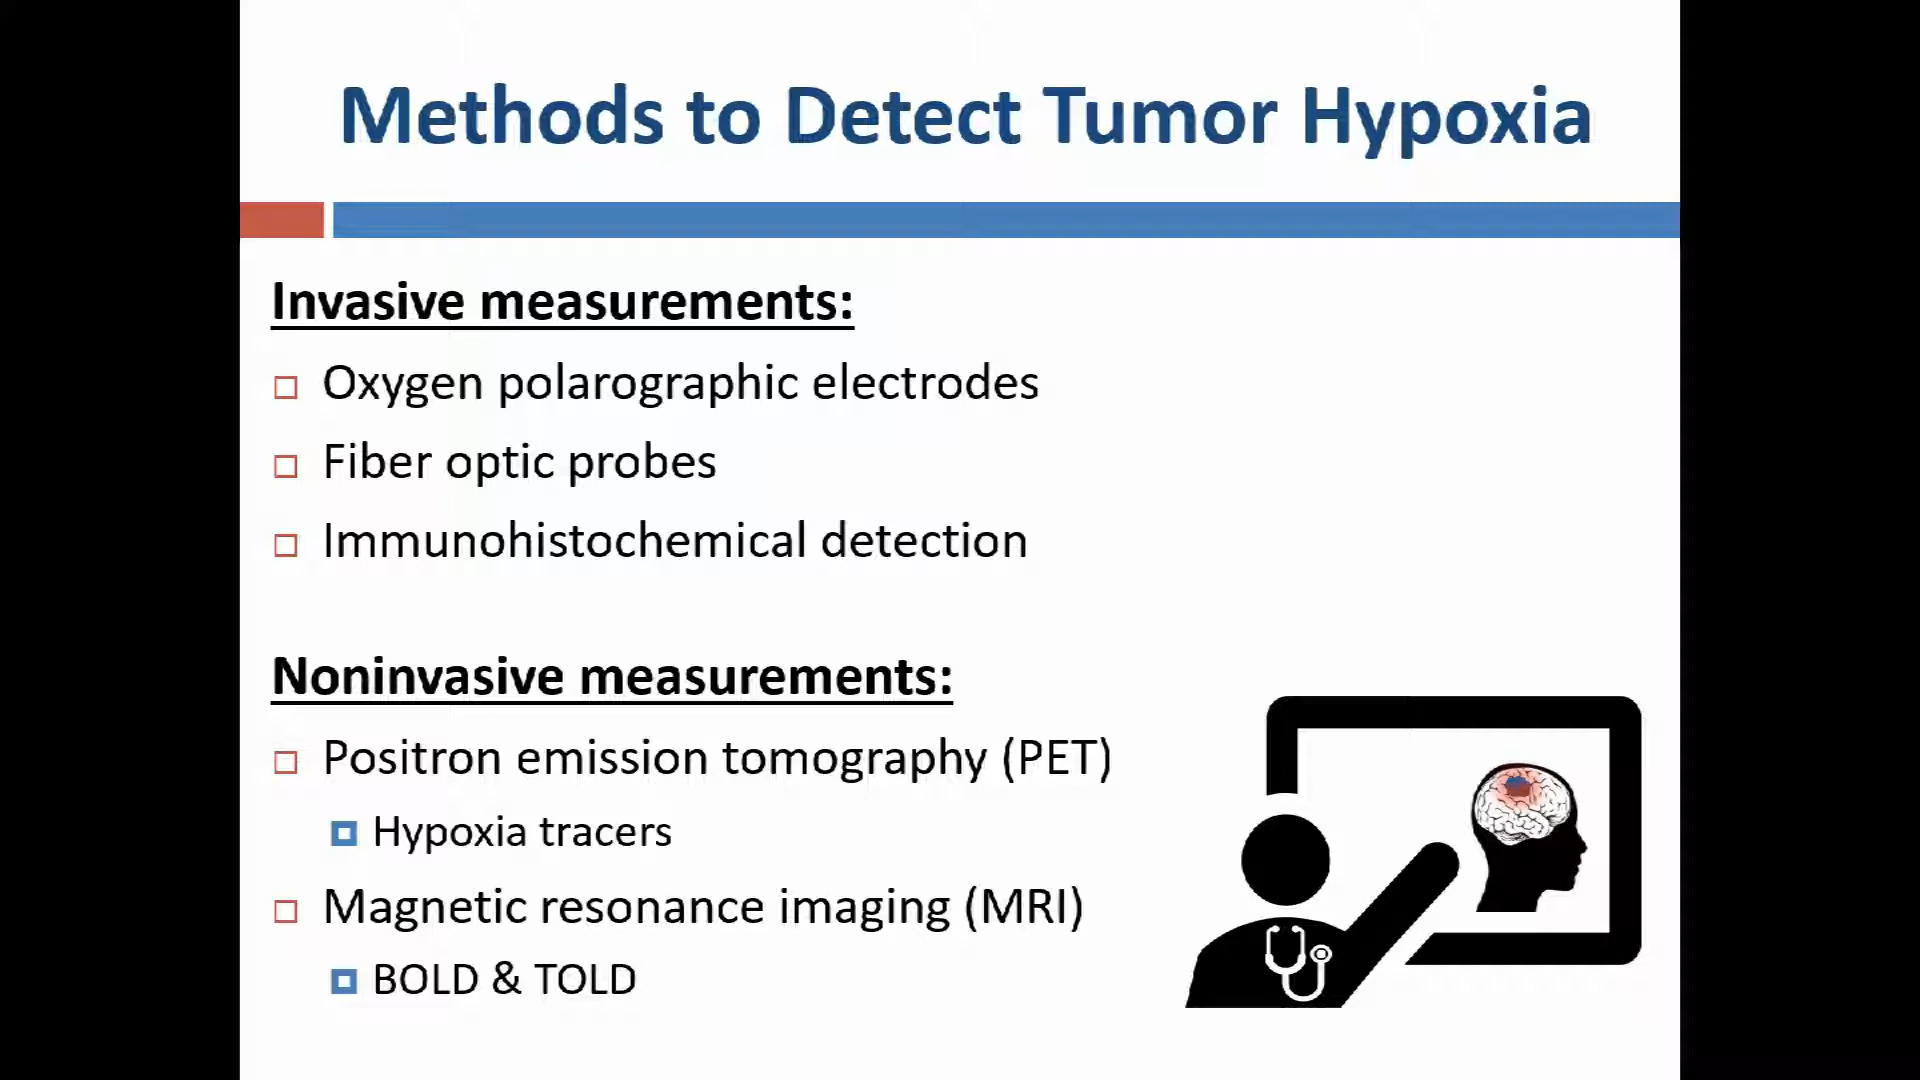 Methods to Detect Tumor Hypoxia
Invasive measurements:
Oxygen polarographic electrodes
Fiber optic probes
Immunohistochemical detection
Noninvasive measurements:
Positron emission tomography (PET)
Hypoxia tracers
Magnetic resonance imaging (MRI)
BOLD & TOLD